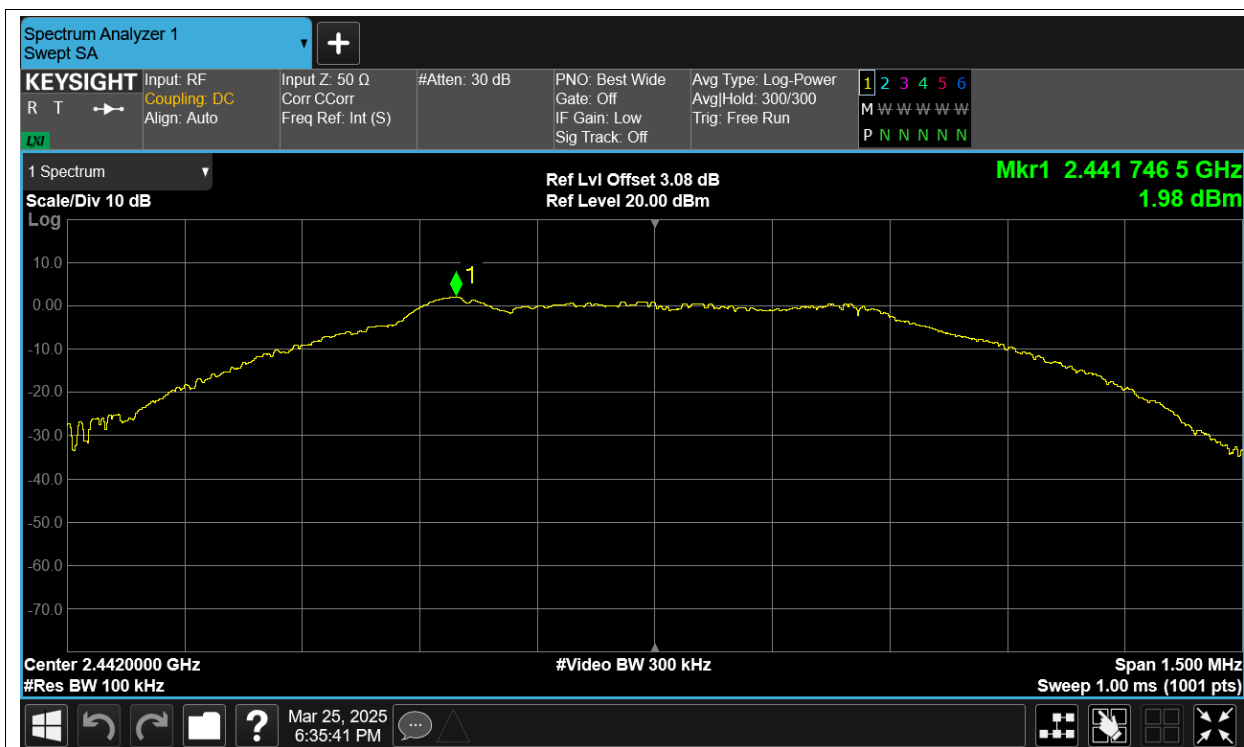 Spectrum Analyzer 1
Swept SA
▼
+
KEYSIGHT
R T
LXI
Input: RF
Coupling: DC
Align: Auto
Input Z: 50 Ω
Corr CCorr
Freq Ref: Int (S)
#Atten: 30 dB
PNO: Best Wide
Gate: Off
IF Gain: Low
Sig Track: Off
Avg Type: Log-Power
Avg|Hold: 300/300
Trig: Free Run
1 2 3 4 5 6
M W W W W W W
P N N N N N
1 Spectrum ▼
Scale/Div 10 dB
Log
Ref Lvl Offset 3.08 dB
Ref Level 20.00 dBm
Mkr1 2.441 746 5 GHz
1.98 dBm
1
10.0
0.00
-10.0
-20.0
-30.0
-40.0
-50.0
-60.0
-70.0
Center 2.4420000 GHz
#Res BW 100 kHz
#Video BW 300 kHz
Span 1.500 MHz
Sweep 1.00 ms (1001 pts)
?
Mar 25, 2025
6:35:41 PM